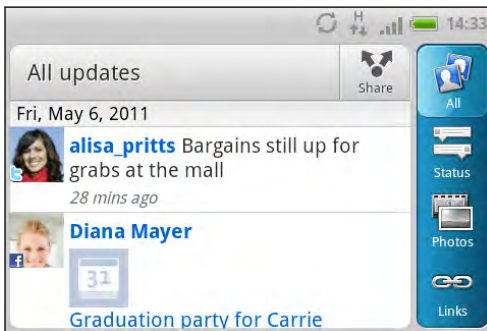 H
14:33
All updates
Share
All
Fri, May 6, 2011
alisa_pritts Bargains still up for
grabs at the mall
28 mins ago
Status
Diana Mayer
31
Photos
Graduation party for Carrie
Links